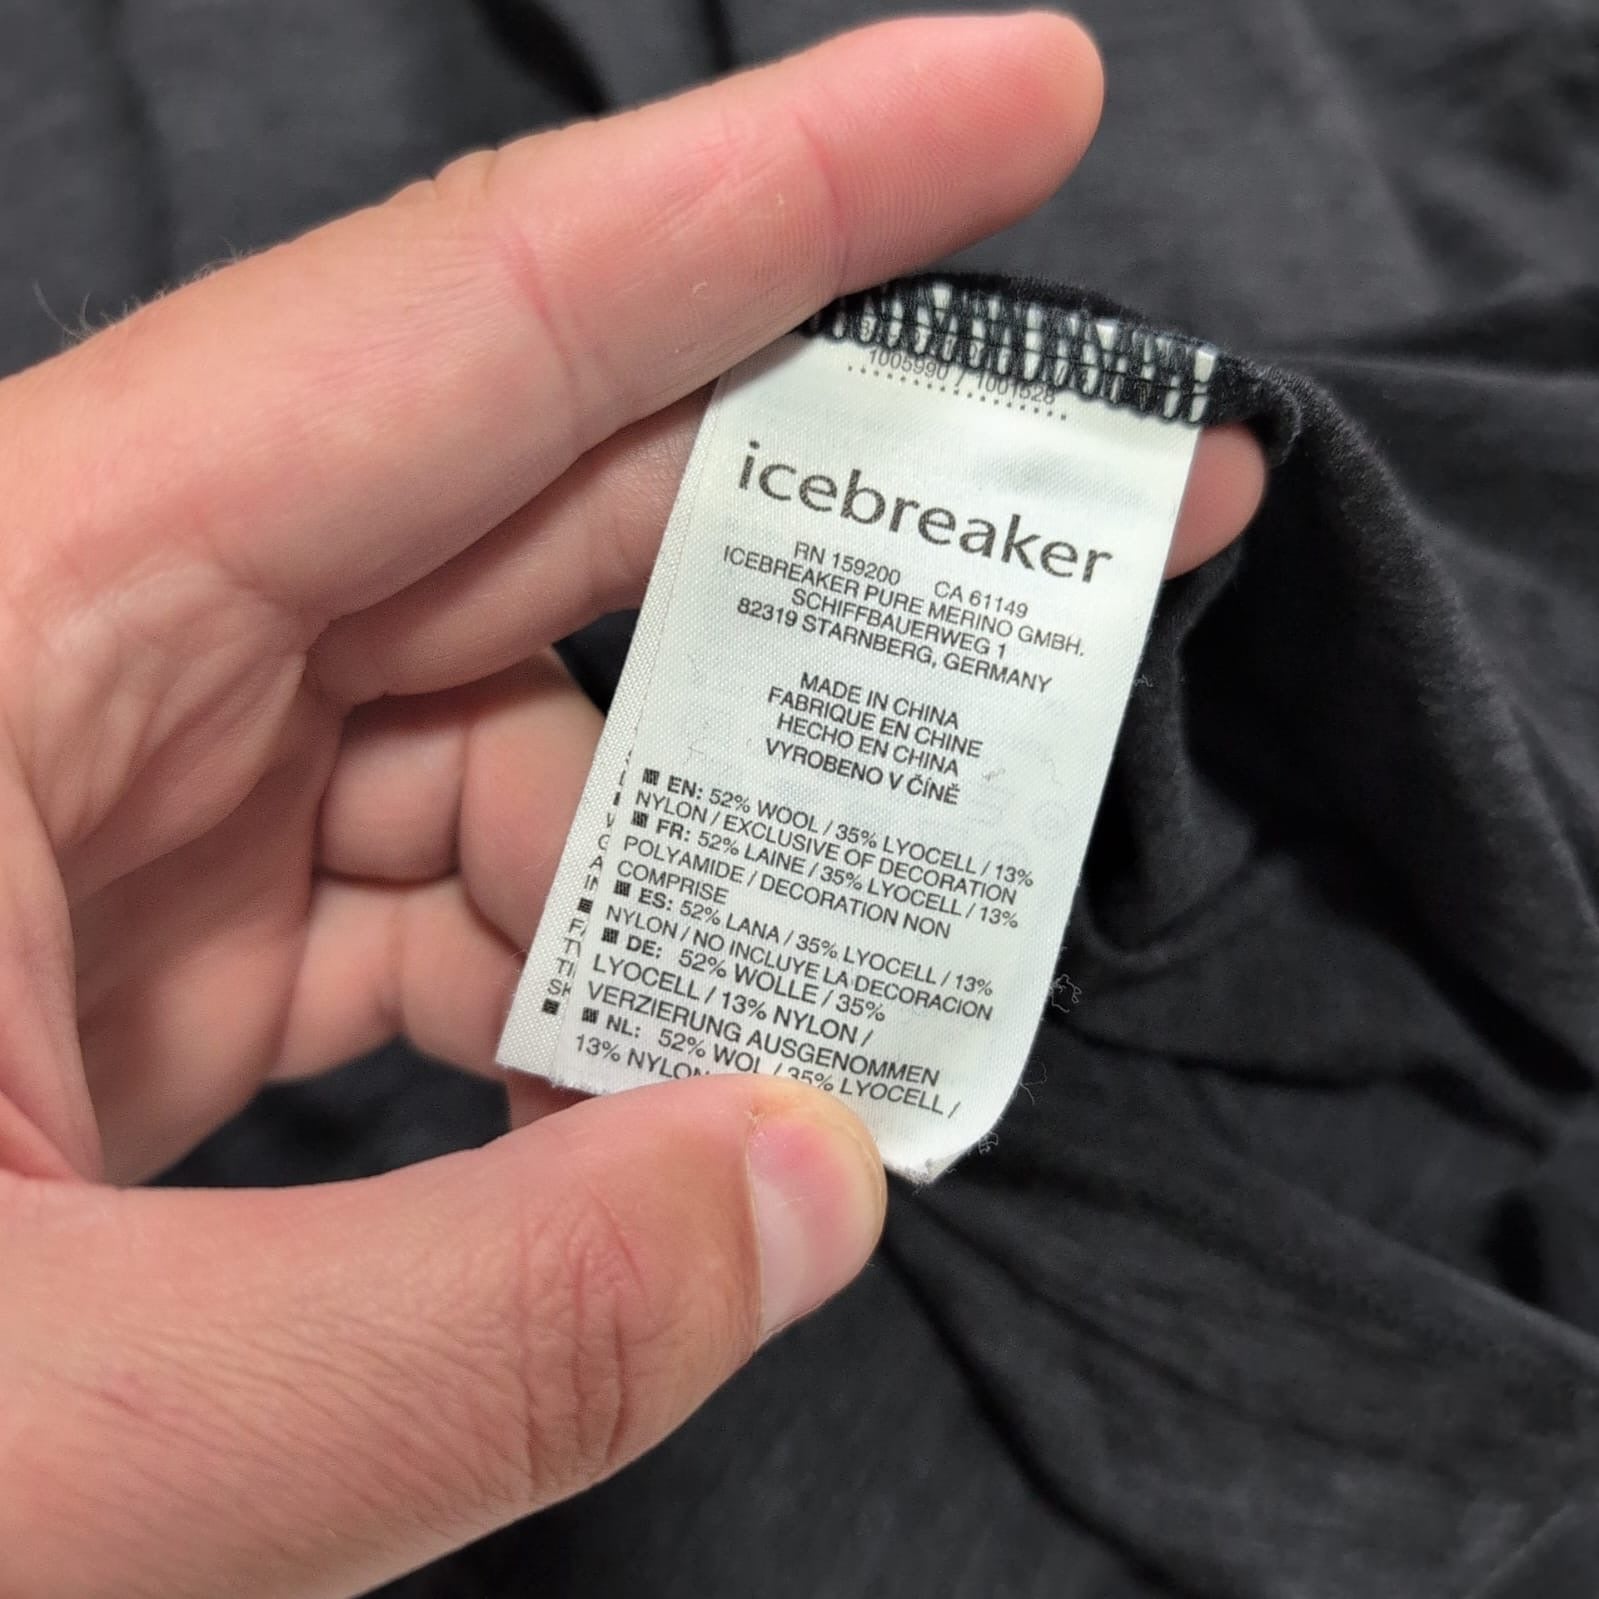 1005990 / 1001528
icebreaker
RN 159200 CA 61149
ICEBREAKER PURE MERINO GMBH.
SCHIFFBAUERWEG 1
82319 STARNBERG, GERMANY
MADE IN CHINA
FABRIQUE EN CHINE
HECHO EN CHINA
VYROBENO V ČÍNĚ
EN: 52% WOOL / 35% LYOCELL / 13%
NYLON / EXCLUSIVE OF DECORATION
FR: 52% LAINE / 35% LYOCELL / 13%
POLYAMIDE / DECORATION NON
COMPRISE
ES: 52% LANA / 35% LYOCELL / 13%
NYLON / NO INCLUYE LA DECORACION
DE: 52% WOLLE / 35%
LYOCELL / 13% NYLON /
VERZIERUNG AUSGENOMMEN
NL: 52% WOL / 35% LYOCELL /
13% NYLON